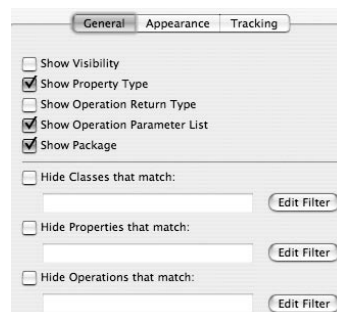 General Appearance Tracking
Show Visibility
Show Property Type
Show Operation Return Type
Show Operation Parameter List
Show Package
Hide Classes that match:
Edit Filter
Hide Properties that match:
Edit Filter
Hide Operations that match:
Edit Filter